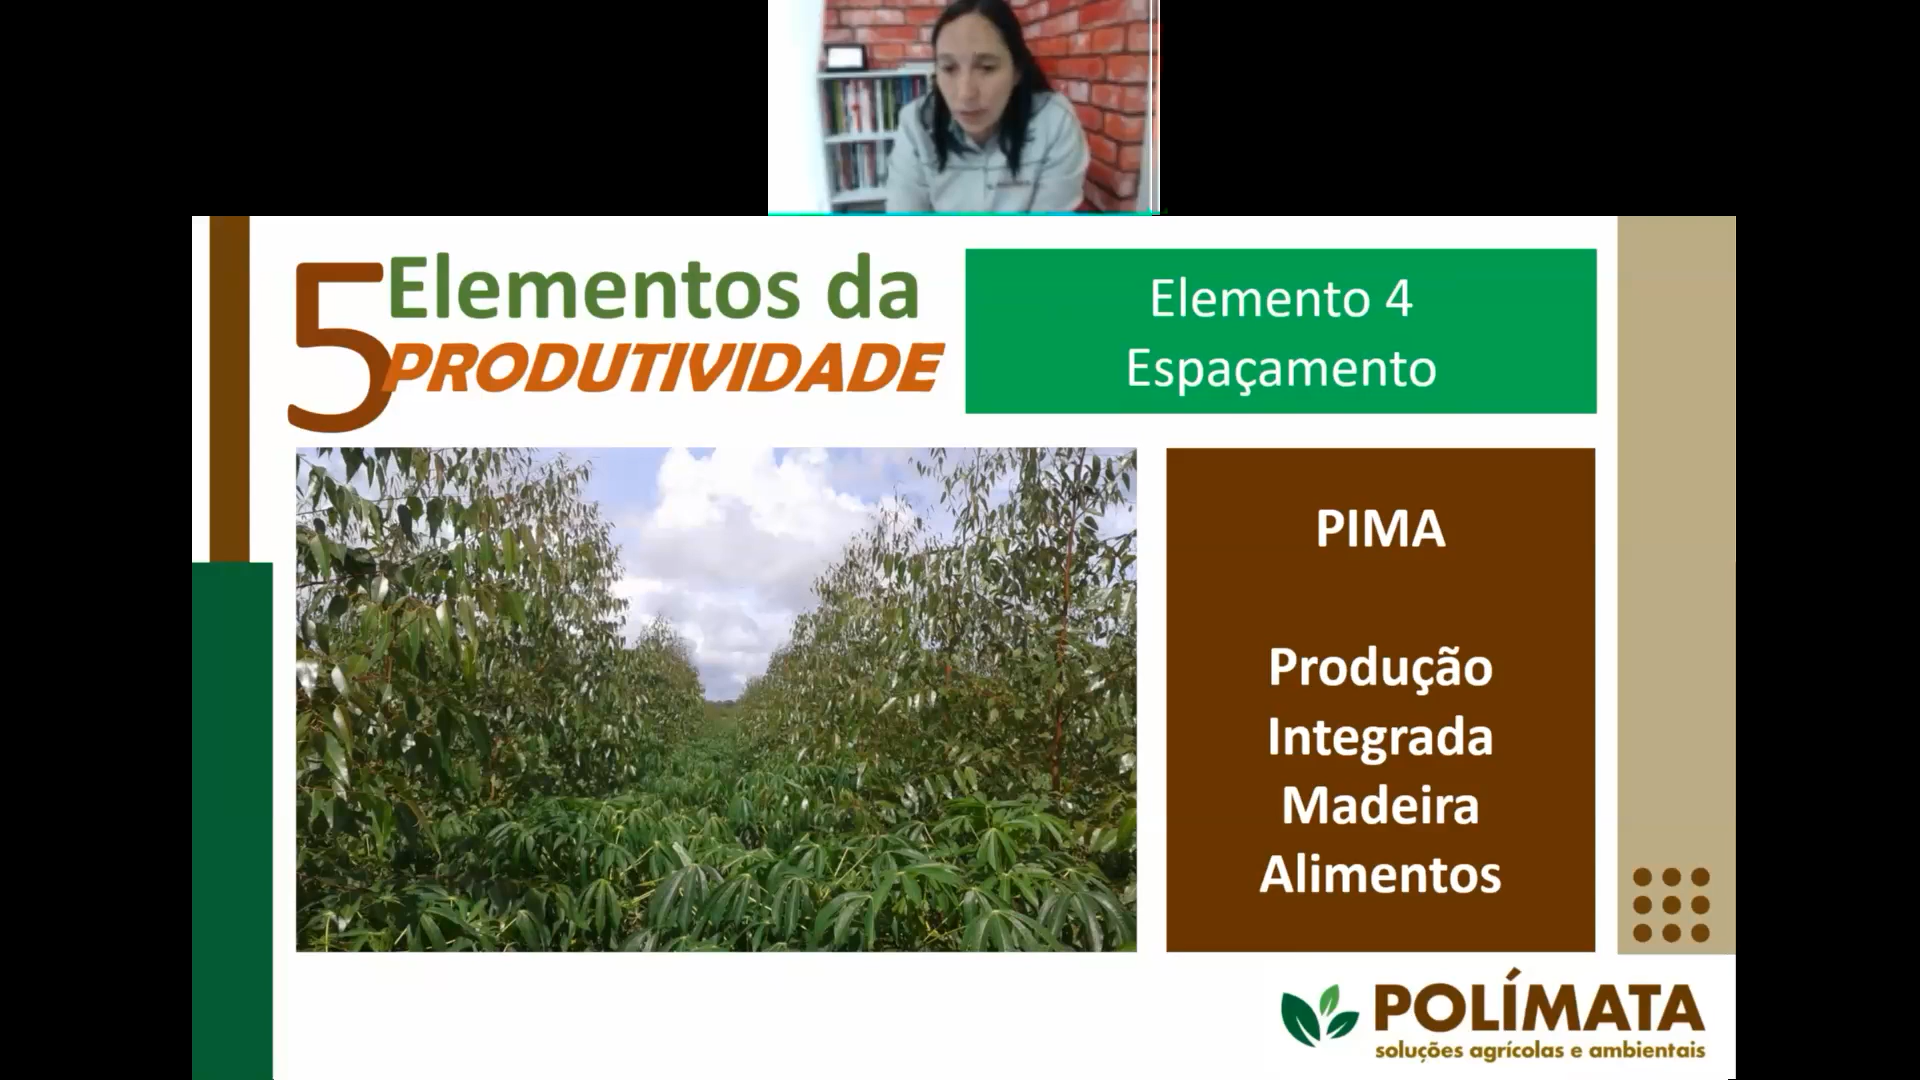 5 Elementos da
PRODUTIVIDADE
Elemento 4
Espaçamento
PIMA
Produção
Integrada
Madeira
Alimentos
POLÍMATA
soluções agrícolas e ambientais